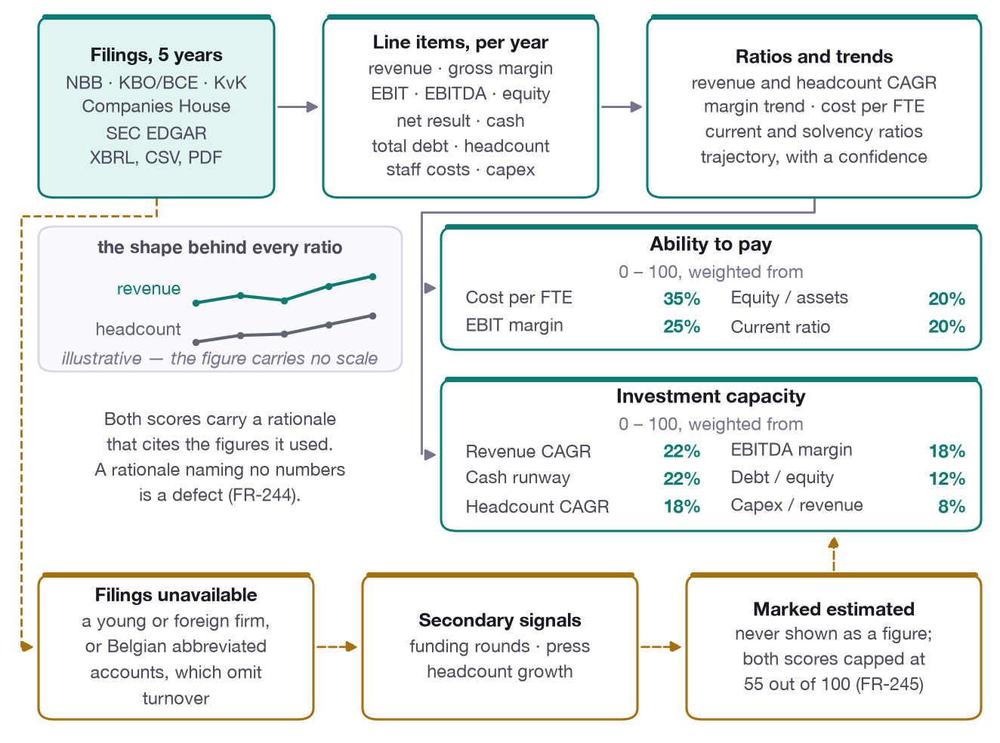 Filings, 5 years
NBB · KBO/BCE · KvK
Companies House
SEC EDGAR
XBRL, CSV, PDF
Line items, per year
revenue · gross margin
EBIT · EBITDA · equity
net result · cash
total debt · headcount
staff costs · capex
Ratios and trends
revenue and headcount CAGR
margin trend · cost per FTE
current and solvency ratios
trajectory, with a confidence
the shape behind every ratio
revenue
headcount
illustrative — the figure carries no scale
Ability to pay
0 – 100, weighted from
Cost per FTE 35% Equity / assets 20%
EBIT margin 25% Current ratio 20%
Both scores carry a rationale
that cites the figures it used.
A rationale naming no numbers
is a defect (FR-244).
Investment capacity
0 – 100, weighted from
Revenue CAGR 22% EBITDA margin 18%
Cash runway 22% Debt / equity 12%
Headcount CAGR 18% Capex / revenue 8%
Filings unavailable
a young or foreign firm,
or Belgian abbreviated
accounts, which omit
turnover
Secondary signals
funding rounds · press
headcount growth
Marked estimated
never shown as a figure;
both scores capped at
55 out of 100 (FR-245)